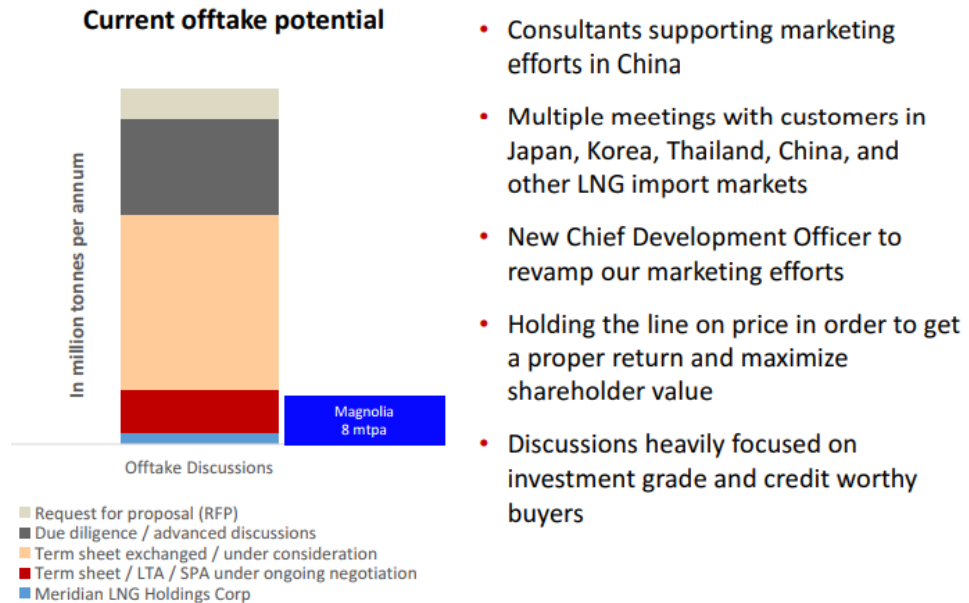 Current offtake potential
In million tonnes per annum
Magnolia
8 mtpa
Offtake Discussions
Request for proposal (RFP)
Due diligence / advanced discussions
Term sheet exchanged / under consideration
Term sheet / LTA / SPA under ongoing negotiation
Meridian LNG Holdings Corp
• Consultants supporting marketing
efforts in China
• Multiple meetings with customers in
Japan, Korea, Thailand, China, and
other LNG import markets
• New Chief Development Officer to
revamp our marketing efforts
• Holding the line on price in order to get
a proper return and maximize
shareholder value
• Discussions heavily focused on
investment grade and credit worthy
buyers